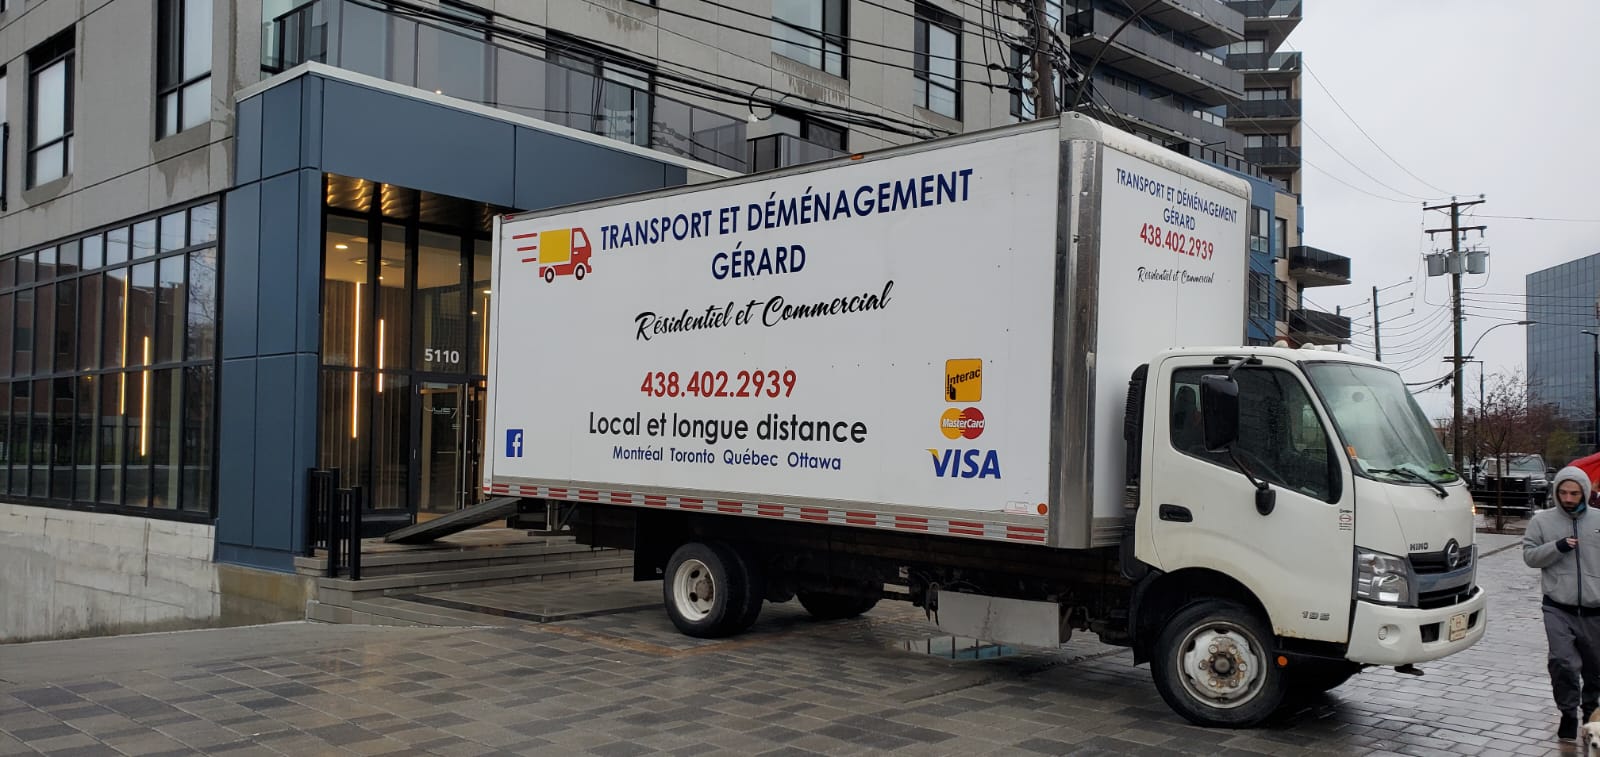 TRANSPORT ET DÉMÉNAGEMENT
GÉRARD
Résidentiel et Commercial
438.402.2939
Local et longue distance
Montréal Toronto Québec Ottawa
f
Interac
MasterCard
VISA
TRANSPORT ET DÉMÉNAGEMENT
GÉRARD
438.402.2939
Résidentiel et Commercial
5110
HINO
195